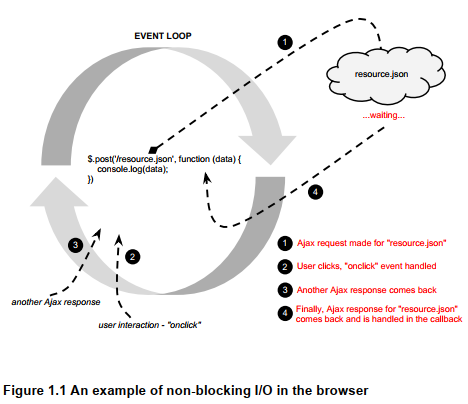 EVENT LOOP
1
resource.json
...waiting...
$.post('/resource.json', function (data) {
console.log(data);
})
4
3
2
another Ajax response
user interaction - "onclick"
1 Ajax request made for "resource.json"
2 User clicks, "onclick" event handled
3 Another Ajax response comes back
4 Finally, Ajax response for "resource.json"
comes back and is handled in the callback
Figure 1.1 An example of non-blocking I/O in the browser